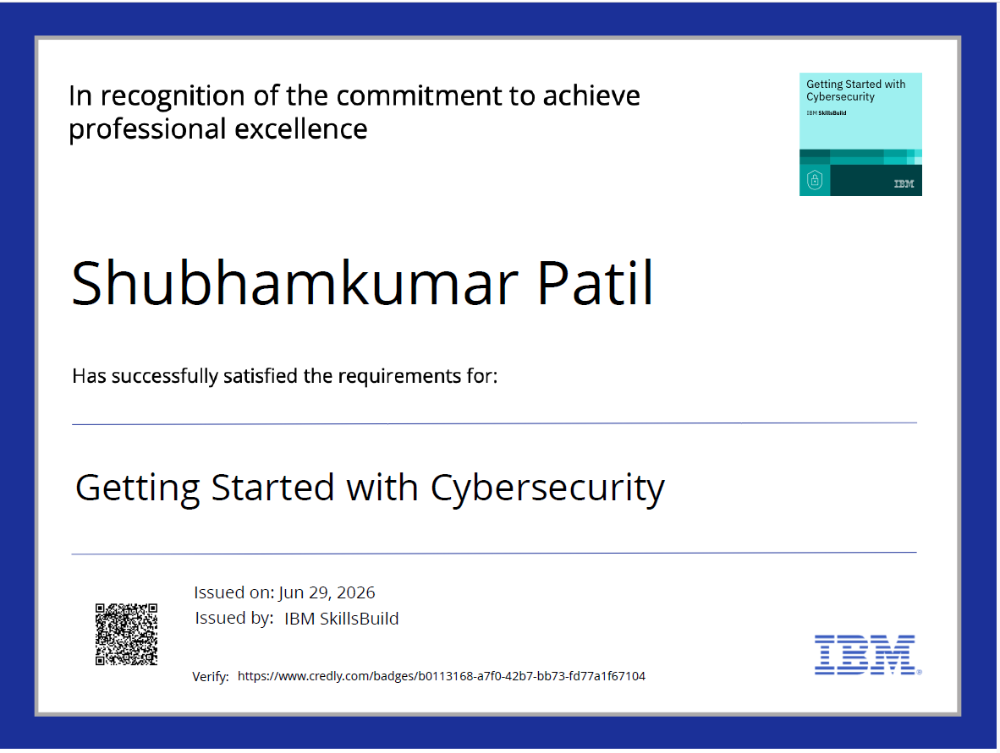 In recognition of the commitment to achieve
professional excellence
Getting Started with
Cybersecurity
IBM SkillsBuild
IBM
Shubhamkumar Patil
Has successfully satisfied the requirements for:
Getting Started with Cybersecurity
Issued on: Jun 29, 2026
Issued by: IBM SkillsBuild
Verify: https://www.credly.com/badges/b0113168-a7f0-42b7-bb73-fd77a1f67104
IBM®